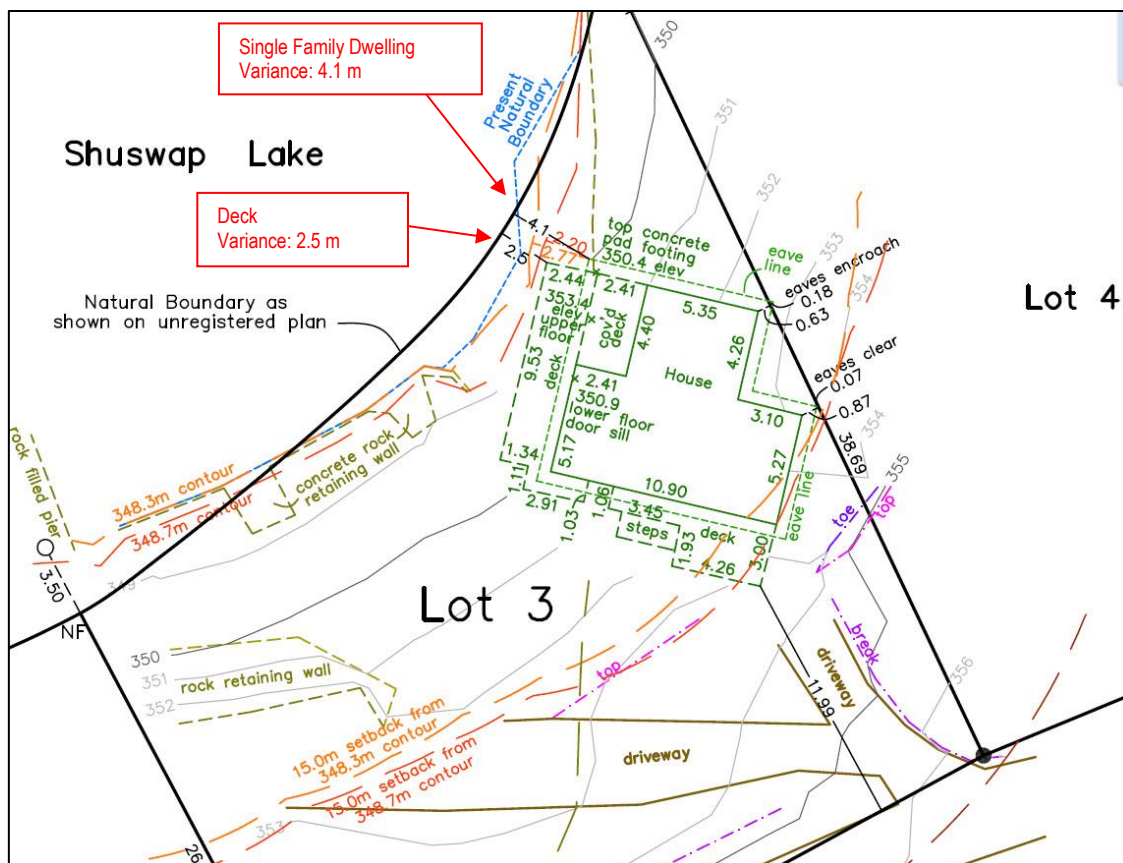 Single Family Dwelling
Variance: 4.1 m
Present
Natural
Boundary
350
351
352
353
354
Shuswap Lake
Deck
Variance: 2.5 m
4.1
2.20
2.77
top concrete
pad footing
350.4 elev
eave
line
eaves encroach
0.18
0.63
Lot 4
Natural Boundary as
shown on unregistered plan
2.44
353.4
elev
upper
floor
2.41
cov'd
deck
4.40
5.35
4.26
House
eaves clear
0.07
0.87
9.53
deck
2.41
350.9
lower floor
door sill
3.10
354
38.69
355
5.17
5.27
10.90
eave line
toe
top
1.34
1.11
2.91
1.03
1.06
3.45
steps
deck
1.93
4.26
3.00
rock filled pier
348.3m contour
348.7m contour
concrete rock
retaining wall
3.50
NF
349
Lot 3
350
351
352
rock retaining wall
top
break
driveway
356
11.99
15.0m setback from
348.3m contour
15.0m setback from
348.7m contour
driveway
353
26